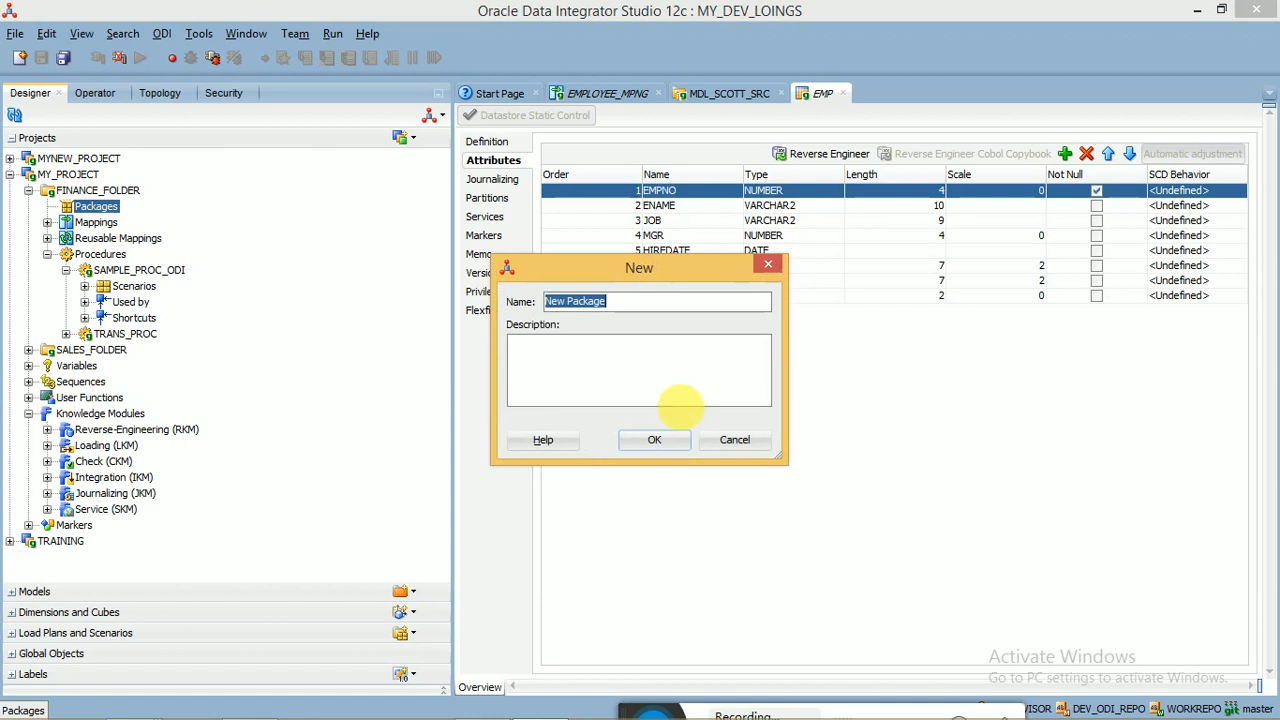 Oracle Data Integrator Studio 12c : MY_DEV_LOINGS
File Edit View Search ODI Tools Window Team Run Help
Designer Operator Topology Security
Start Page EMPLOYEE_MPNG MDL_SCOTT_SRC EMP
Datastore Static Control
Projects
MYNEW_PROJECT
MY_PROJECT
FINANCE_FOLDER
Packages
Mappings
Reusable Mappings
Procedures
SAMPLE_PROC_ODI
Scenarios
Used by
Shortcuts
TRANS_PROC
SALES_FOLDER
Variables
Sequences
User Functions
Knowledge Modules
Reverse-Engineering (RKM)
Loading (LKM)
Check (CKM)
Integration (IKM)
Journalizing (JKM)
Service (SKM)
Markers
TRAINING
Models
Dimensions and Cubes
Load Plans and Scenarios
Global Objects
Labels
Packages
Definition
Attributes
Journalizing
Partitions
Services
Markers
Memo
Versi
Privile
Flexfi
Reverse Engineer Reverse Engineer Cobol Copybook Automatic adjustment
Order Name Type Length Scale Not Null SCD Behavior
1 EMPNO NUMBER 4 0 <Undefined>
2 ENAME VARCHAR2 10 <Undefined>
3 JOB VARCHAR2 9 <Undefined>
4 MGR NUMBER 4 0 <Undefined>
5 HIREDATE DATE <Undefined>
7 2 <Undefined>
7 2 <Undefined>
2 0 <Undefined>
New
Name: New Package
Description:
Help OK Cancel
Activate Windows
Go to PC settings to activate Windows.
Overview
Recording...
VISOR DEV_ODI_REPO WORKREPO git master